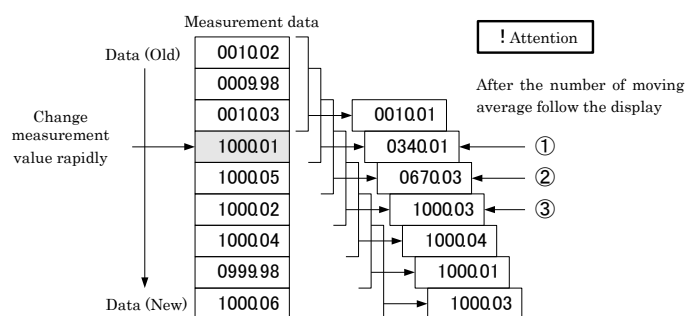 Measurement data
! Attention
Data (Old)
0010.02
0009.98
0010.03
1000.01
1000.05
1000.02
1000.04
0999.98
1000.06
Change
measurement
value rapidly
Data (New)
0010.01
0340.01
0670.03
1000.03
1000.04
1000.01
1000.03
After the number of moving
average follow the display
①
②
③